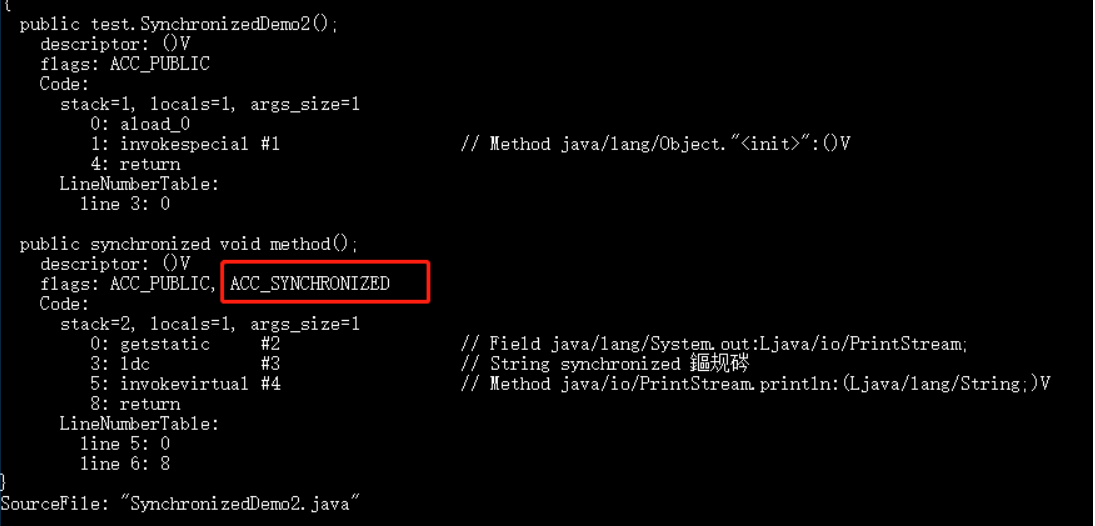 {
  public test.SynchronizedDemo2();
    descriptor: ()V
    flags: ACC_PUBLIC
    Code:
      stack=1, locals=1, args_size=1
         0: aload_0
         1: invokespecial #1                  // Method java/lang/Object."<init>":()V
         4: return
      LineNumberTable:
        line 3: 0

  public synchronized void method();
    descriptor: ()V
    flags: ACC_PUBLIC, ACC_SYNCHRONIZED
    Code:
      stack=2, locals=1, args_size=1
         0: getstatic     #2                  // Field java/lang/System.out:Ljava/io/PrintStream;
         3: ldc           #3                  // String synchronized 鏂规硶
         5: invokevirtual #4                  // Method java/io/PrintStream.println:(Ljava/lang/String;)V
         8: return
      LineNumberTable:
        line 5: 0
        line 6: 8
}
SourceFile: "SynchronizedDemo2.java"